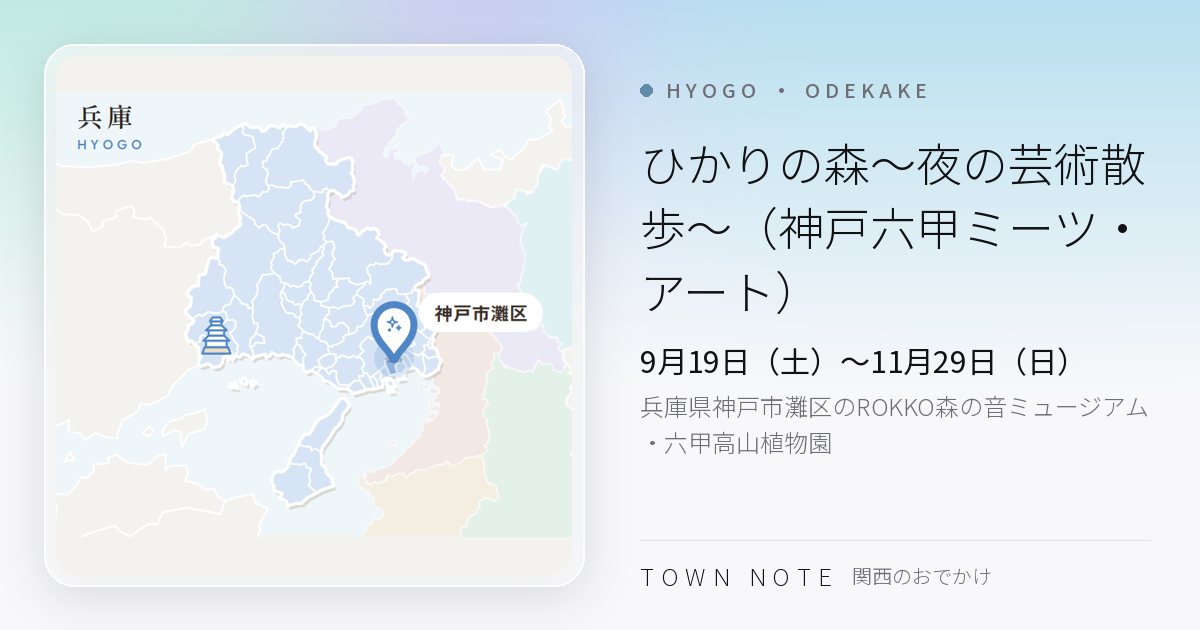 兵庫
HYOGO
神戸市灘区
HYOGO ・ ODEKAKE
ひかりの森〜夜の芸術散
歩〜（神戸六甲ミーツ・
アート）
9月19日（土）〜11月29日（日）
兵庫県神戸市灘区のROKKO森の音ミュージアム
・六甲高山植物園
TOWN NOTE 関西のおでかけ